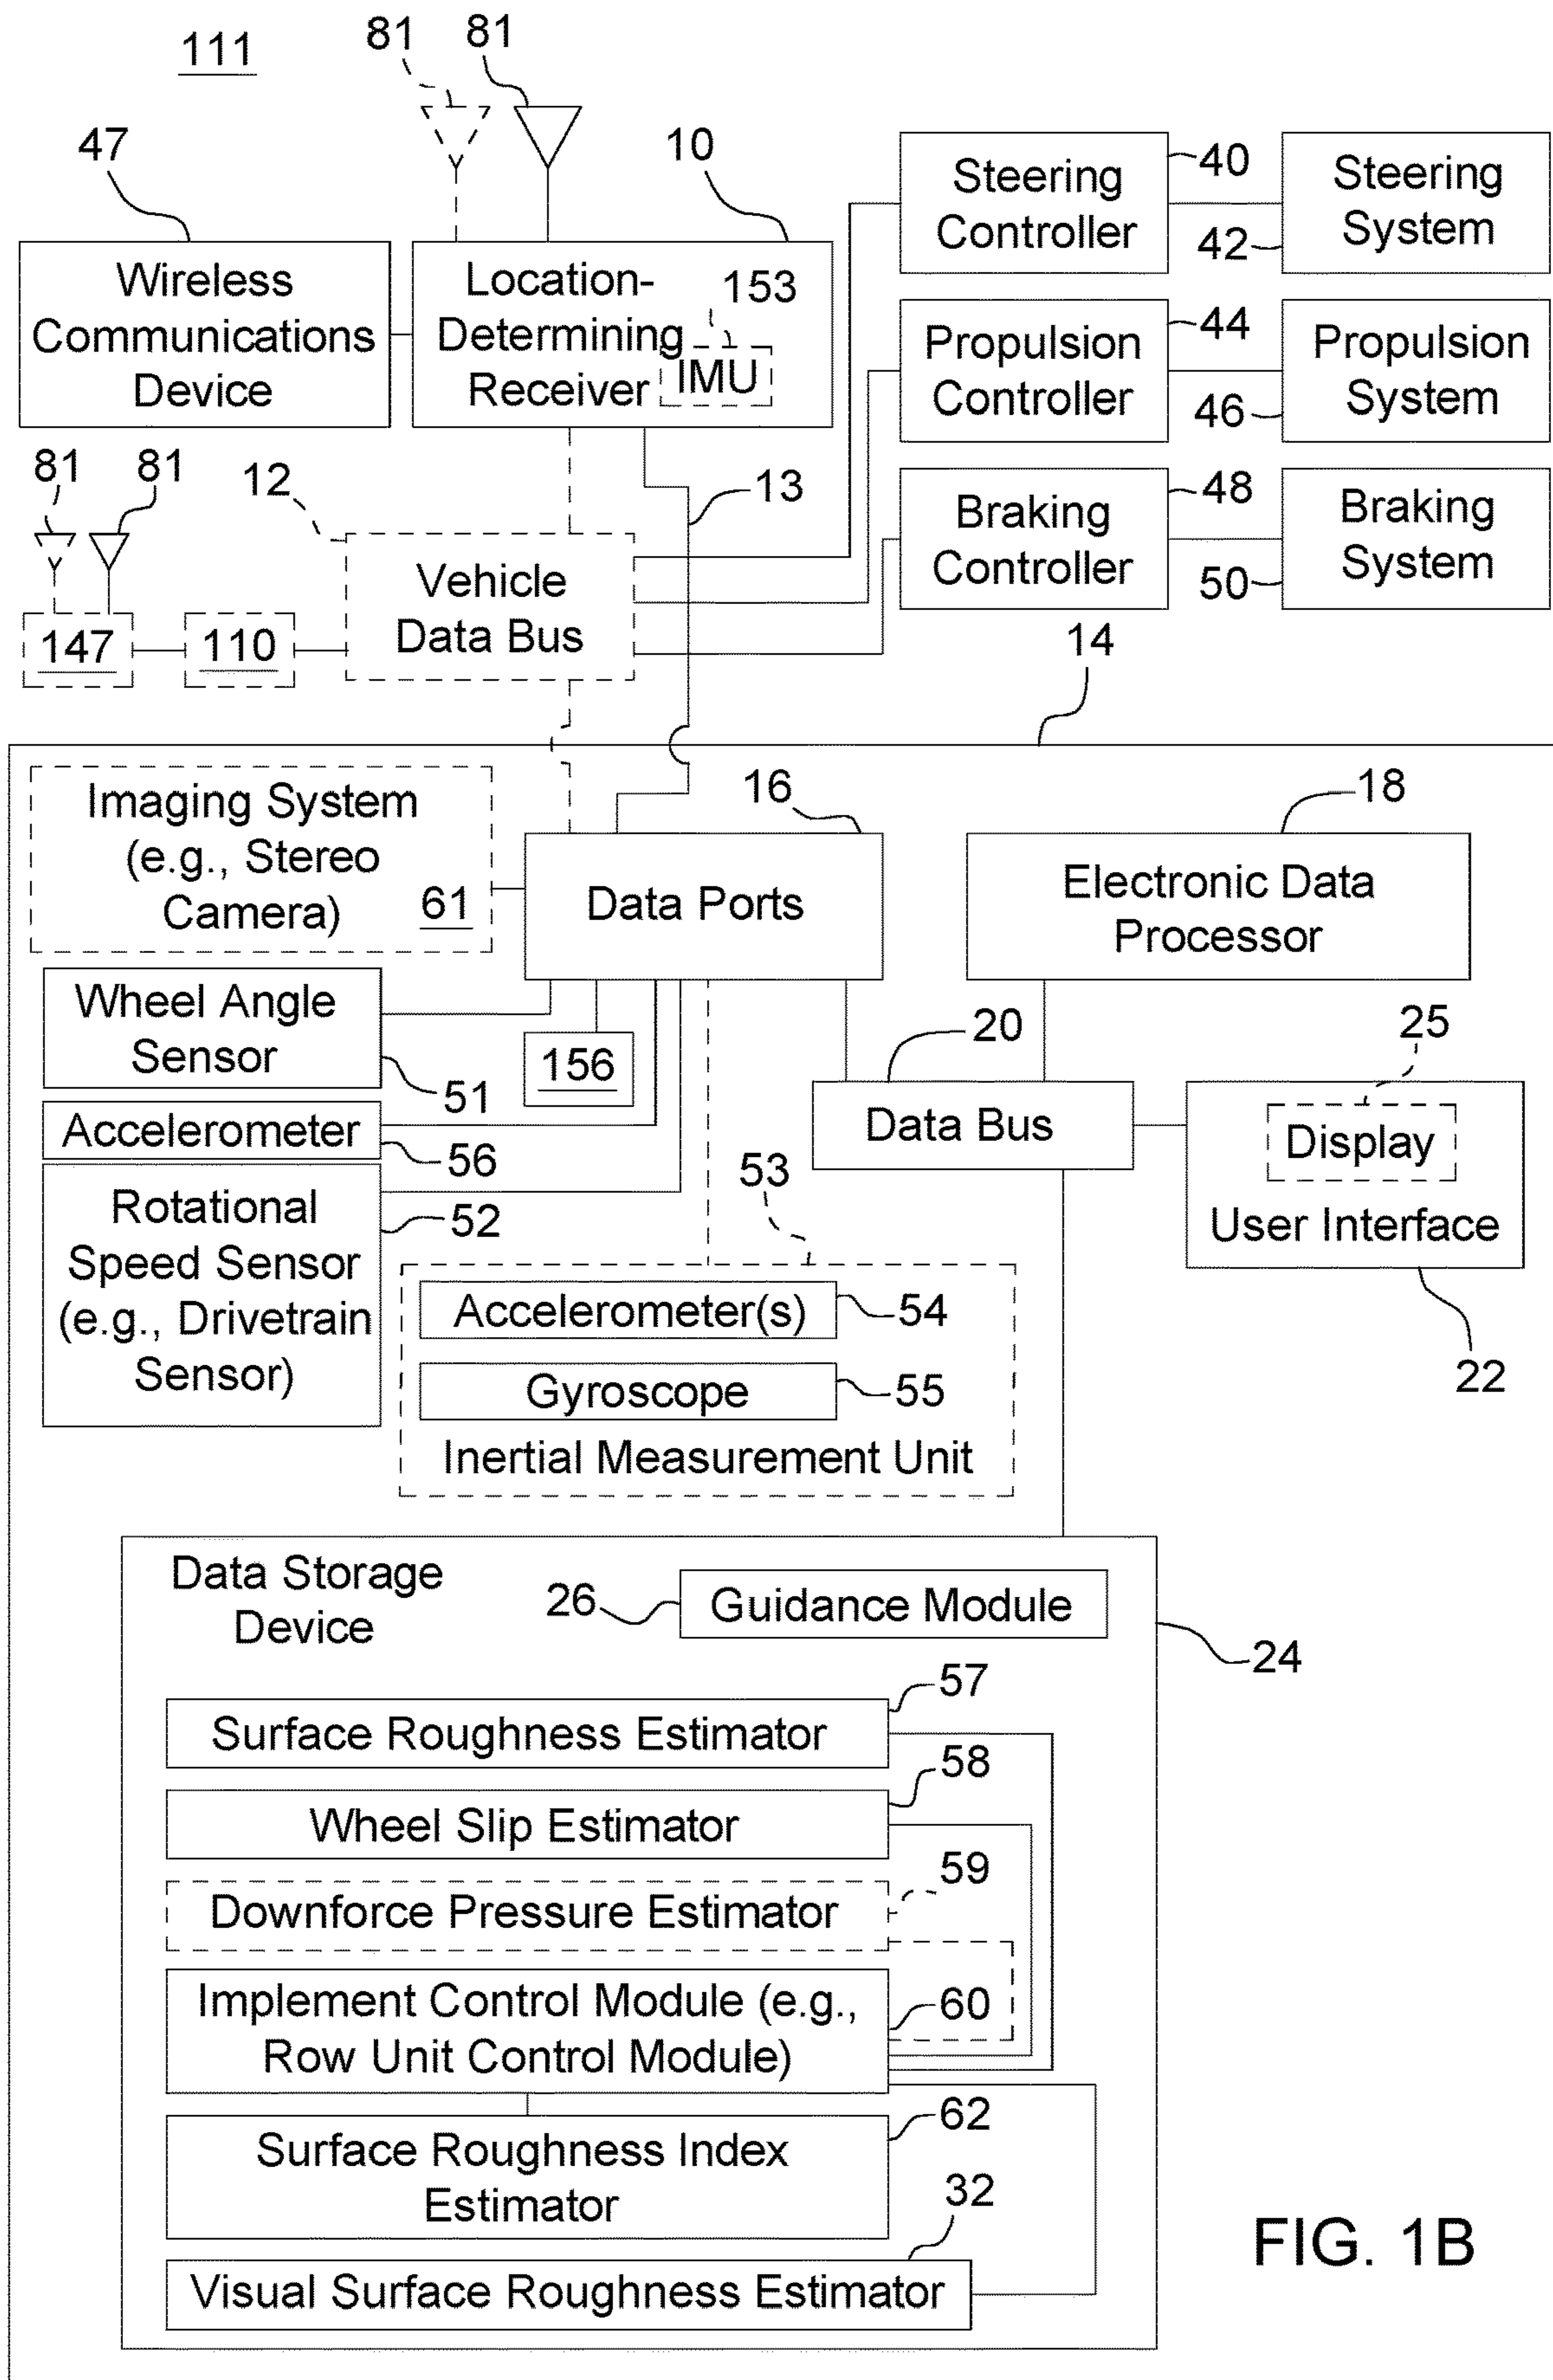 111
81
81
47
10
Wireless
Communications
Device
Location-
Determining
Receiver
153
IMU
Steering
Controller
40
Steering
System
42
Propulsion
Controller
44
Propulsion
System
46
Braking
Controller
48
Braking
System
50
81
81
12
13
147
110
Vehicle
Data Bus
14
Imaging System
(e.g., Stereo
Camera)
61
16
Data Ports
18
Electronic Data
Processor
Wheel Angle
Sensor
51
156
20
Data Bus
25
Display
User Interface
22
Accelerometer
56
Rotational
Speed Sensor
(e.g., Drivetrain
Sensor)
52
53
Accelerometer(s)
54
Gyroscope
55
Inertial Measurement Unit
Data Storage
Device
26
Guidance Module
24
57
Surface Roughness Estimator
58
Wheel Slip Estimator
59
Downforce Pressure Estimator
Implement Control Module (e.g.,
Row Unit Control Module)
60
62
Surface Roughness Index
Estimator
32
Visual Surface Roughness Estimator
FIG. 1B